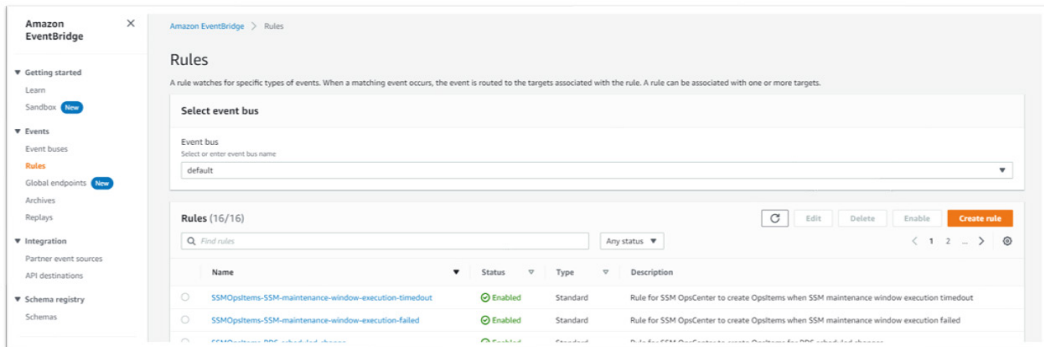 Amazon
EventBridge
Getting started
Learn
Sandbox New
Events
Event buses
Rules
Global endpoints New
Archives
Replays
Integration
Partner event sources
API destinations
Schema registry
Schemas
Amazon EventBridge > Rules
Rules
A rule watches for specific types of events. When a matching event occurs, the event is routed to the targets associated with the rule. A rule can be associated with one or more targets.
Select event bus
Event bus
Select or enter event bus name
default
Rules (16/16)
Edit Delete Enable Create rule
Find rules Any status 1 2 ...
Name Status Type Description
SSMOpsItems-SSM-maintenance-window-execution-timedout Enabled Standard Rule for SSM OpsCenter to create OpsItems when SSM maintenance window execution timedout
SSMOpsItems-SSM-maintenance-window-execution-failed Enabled Standard Rule for SSM OpsCenter to create OpsItems when SSM maintenance window execution failed